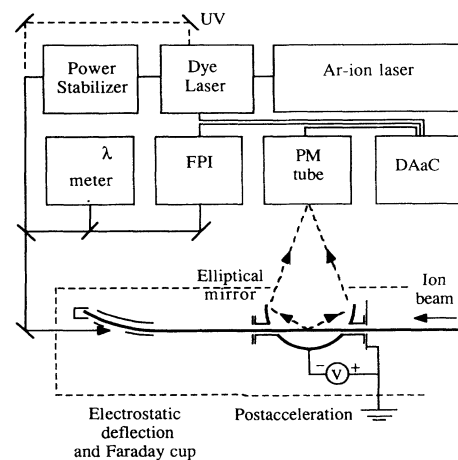 UV
Power
Stabilizer
Dye
Laser
Ar-ion laser
λ
meter
FPI
PM
tube
DAaC
Elliptical
mirror
Ion
beam
- V +
Electrostatic
deflection
and Faraday cup
Postacceleration